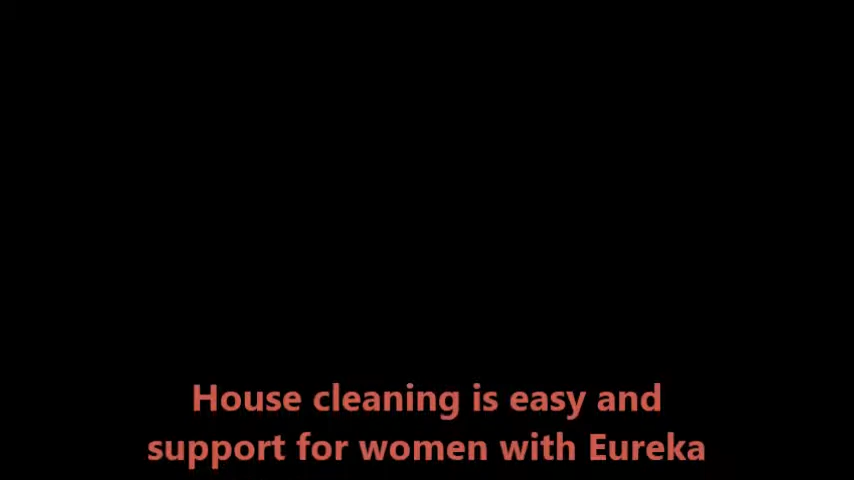 House cleaning is easy and
support for women with Eureka